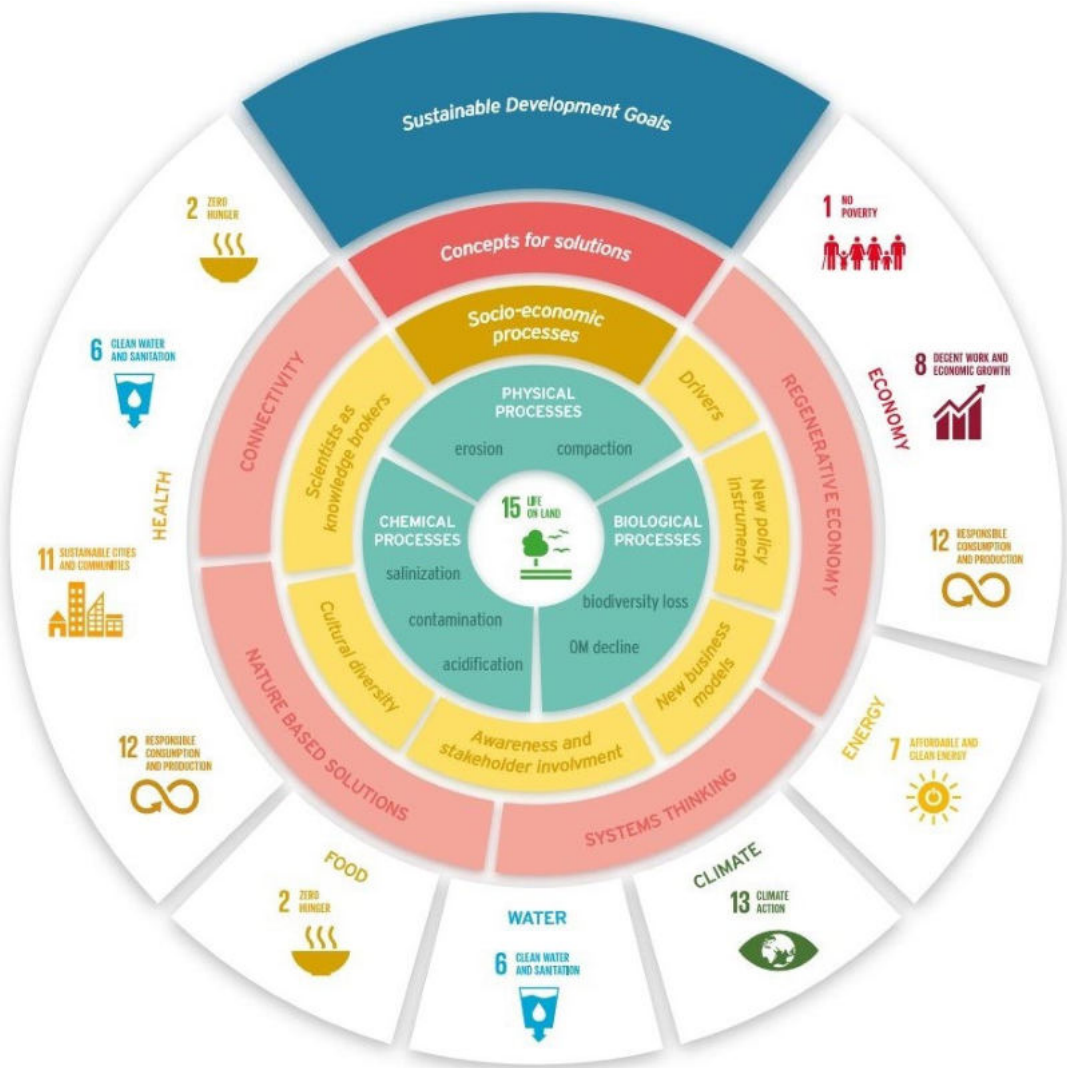 Sustainable Development Goals
Concepts for solutions
Socio-economic
processes
PHYSICAL
PROCESSES
erosion
compaction
CHEMICAL
PROCESSES
salinization
contamination
acidification
BIOLOGICAL
PROCESSES
biodiversity loss
OM decline
15 LIFE
ON LAND
Drivers
New policy
instruments
New business
models
Awareness and
stakeholder involvment
Cultural diversity
Scientists as
knowledge brokers
REGENERATIVE ECONOMY
SYSTEMS THINKING
NATURE BASED SOLUTIONS
CONNECTIVITY
ECONOMY
1 NO
POVERTY
8 DECENT WORK AND
ECONOMIC GROWTH
12 RESPONSIBLE
CONSUMPTION
AND PRODUCTION
ENERGY
7 AFFORDABLE AND
CLEAN ENERGY
CLIMATE
13 CLIMATE
ACTION
WATER
6 CLEAN WATER
AND SANITATION
FOOD
2 ZERO
HUNGER
HEALTH
2 ZERO
HUNGER
6 CLEAN WATER
AND SANITATION
11 SUSTAINABLE CITIES
AND COMMUNITIES
12 RESPONSIBLE
CONSUMPTION
AND PRODUCTION